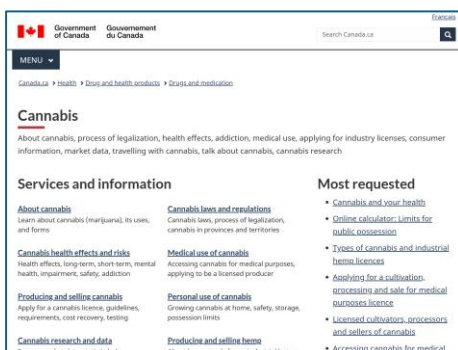 Français
Government of Canada
Gouvernement du Canada
Search Canada.ca
MENU
Canada.ca > Health > Drug and health products > Drugs and medication
Cannabis
About cannabis, process of legalization, health effects, addiction, medical use, applying for industry licenses, consumer
information, market data, travelling with cannabis, talk about cannabis, cannabis research
Services and information
About cannabis
Learn about cannabis (marijuana), its uses,
and forms
Cannabis laws and regulations
Cannabis laws, process of legalization,
cannabis in provinces and territories
Cannabis health effects and risks
Health effects, long-term, short-term, mental
health, impairment, safety, addiction
Medical use of cannabis
Accessing cannabis for medical purposes,
applying to be a licensed producer
Producing and selling cannabis
Apply for a cannabis licence, guidelines,
requirements, cost recovery, testing
Personal use of cannabis
Growing cannabis at home, safety, storage,
possession limits
Cannabis research and data
Producing and selling hemp
Most requested
Cannabis and your health
Online calculator: Limits for
public possession
Types of cannabis and industrial
hemp licences
Applying for a cultivation,
processing and sale for medical
purposes licence
Licensed cultivators, processors
and sellers of cannabis
Accessing cannabis for medical